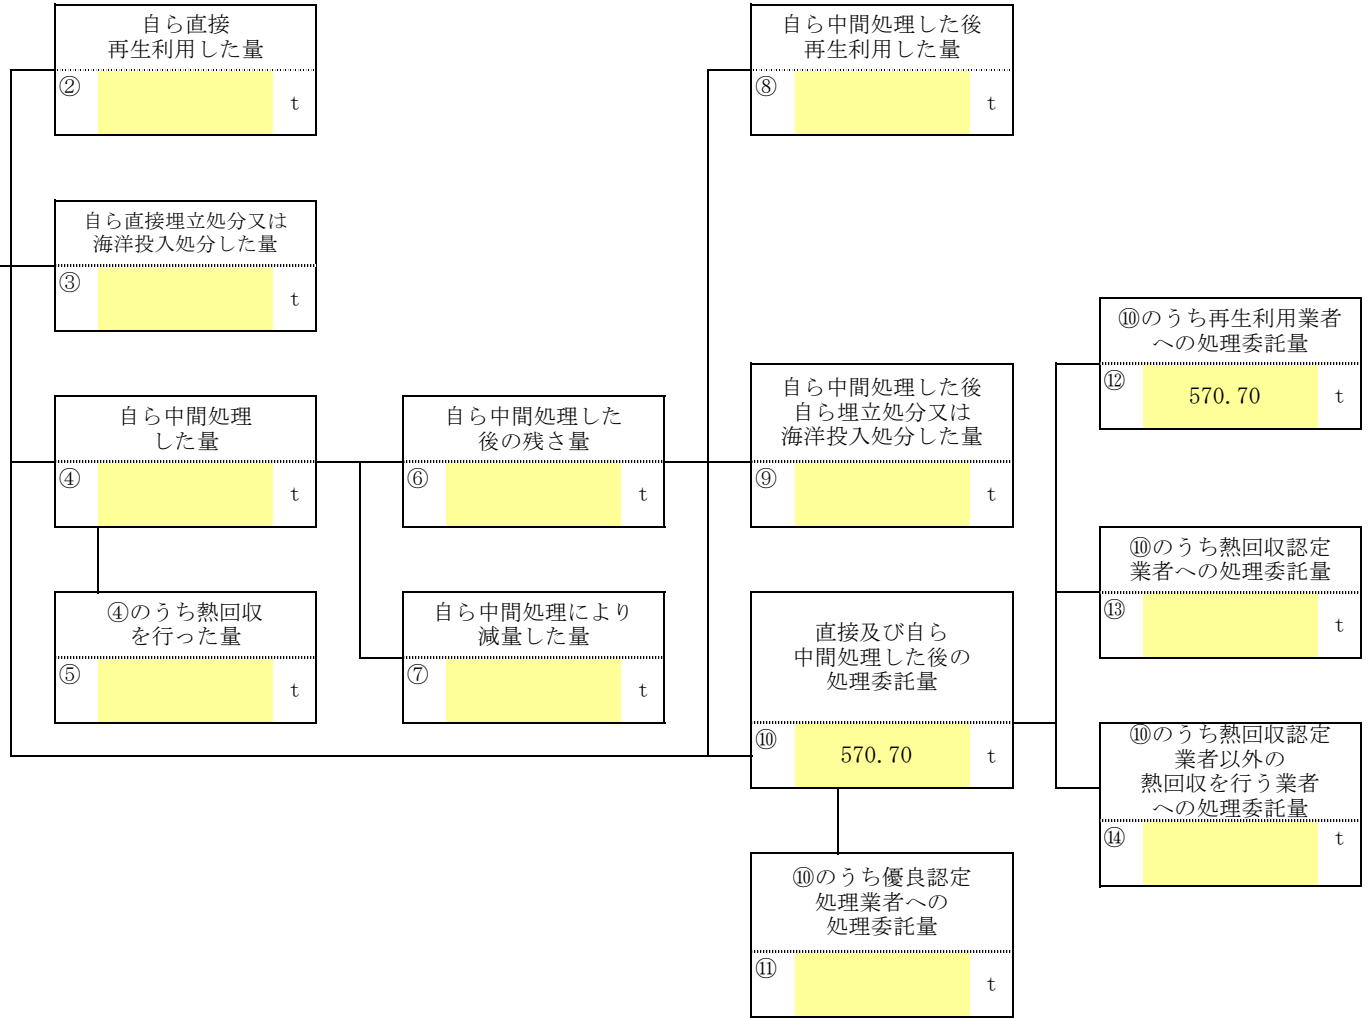 自ら直接
再生利用した量
②
t
自ら直接埋立処分又は
海洋投入処分した量
③
t
自ら中間処理
した量
④
t
④のうち熱回収
を行った量
⑤
t
自ら中間処理した
後の残さ量
⑥
t
自ら中間処理により
減量した量
⑦
t
自ら中間処理した後
再生利用した量
⑧
t
自ら中間処理した後
自ら埋立処分又は
海洋投入処分した量
⑨
t
直接及び自ら
中間処理した後の
処理委託量
⑩ 570.70 t
⑩のうち優良認定
処理業者への
処理委託量
⑪
t
⑩のうち再生利用業者
への処理委託量
⑫ 570.70 t
⑩のうち熱回収認定
業者への処理委託量
⑬
t
⑩のうち熱回収認定
業者以外の
熱回収を行う業者
への処理委託量
⑭
t